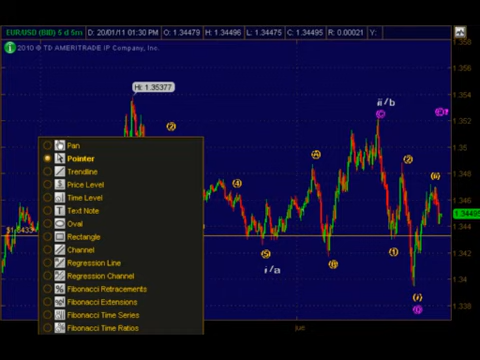 EUR/USD (BID) 5 d 5m D: 20/01/11 01:30 PM O: 1.34479 H: 1.34496 L: 1.34475 C: 1.34495 R: 0.00021 Y:
2010 © TD AMERITRADE IP Company, Inc.
1.358
1.356
Hi: 1.35377
1.354
ii/b
1.352
1.35
Pan
Pointer
Trendline
Price Level
Time Level
Text Note
Oval
Rectangle
Channel
Regression Line
Regression Channel
Fibonacci Retracements
Fibonacci Extensions
Fibonacci Time Series
Fibonacci Time Ratios
1.348
1.346
1.34495
1.344
1.342
i/a
1.34
1.338